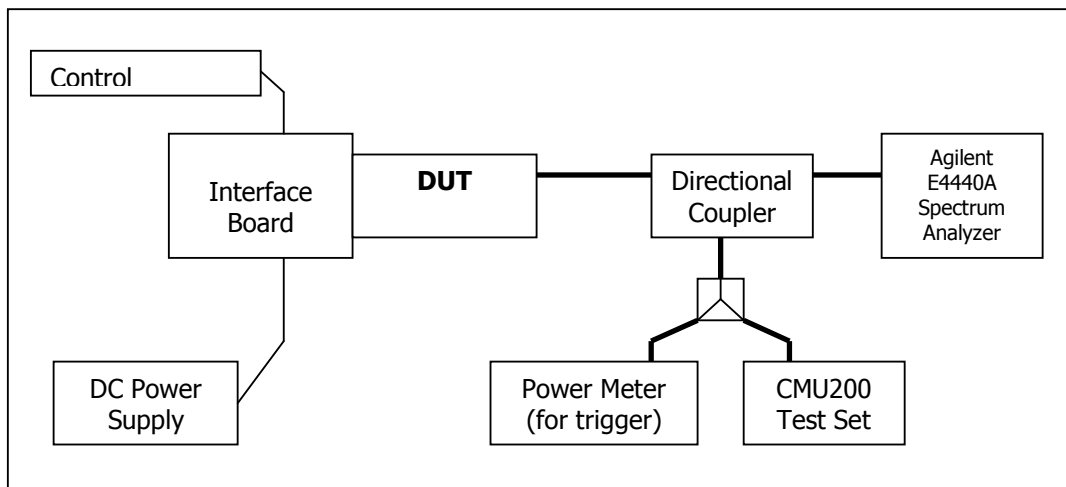 Control
Interface
Board
DUT
Directional
Coupler
Agilent
E4440A
Spectrum
Analyzer
DC Power
Supply
Power Meter
(for trigger)
CMU200
Test Set